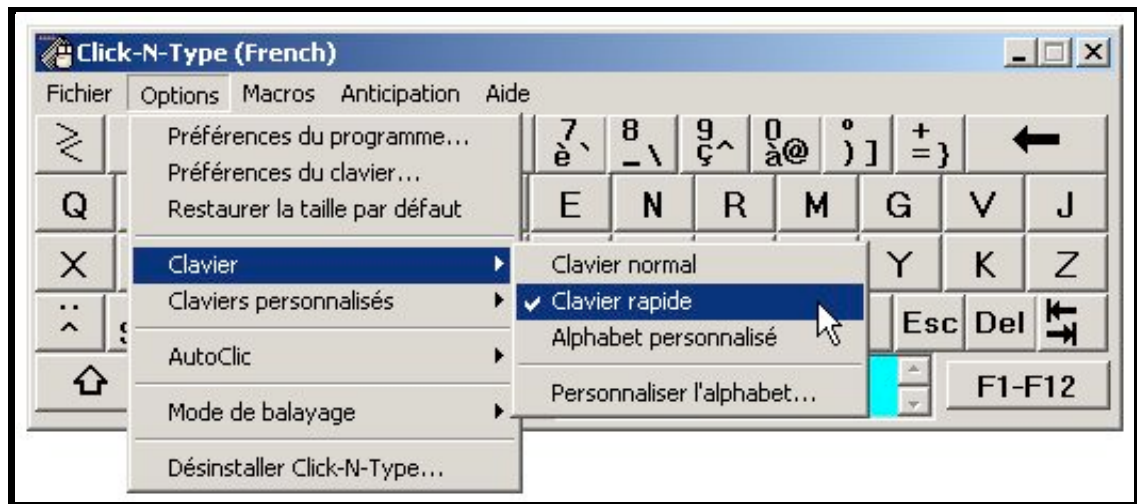 Click-N-Type (French)
Fichier Options Macros Anticipation Aide
Préférences du programme...
Préférences du clavier...
Restaurer la taille par défaut
Clavier
Claviers personnalisés
AutoClic
Mode de balayage
Désinstaller Click-N-Type...
Clavier normal
Clavier rapide
Alphabet personnalisé
Personnaliser l'alphabet...
> < 7 è ` 8 _ \ 9 ç ^ 0 à @ ° ) ] + = }
Q E N R M G V J
X Y K Z
¨ ^ Esc Del
F1-F12